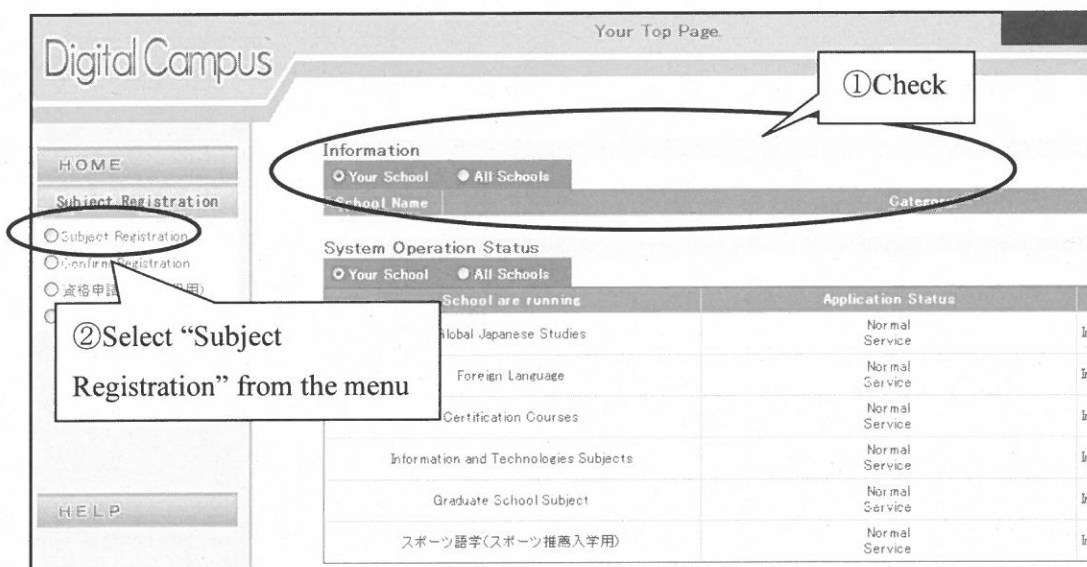 Your Top Page
Digital Campus
①Check
Information
Your School All Schools
School Name Category
HOME
Subject Registration
Subject Registration
Confirm Registration
資格申請
②Select “Subject
Registration” from the menu
HELP
System Operation Status
Your School All Schools
School are running Application Status
Global Japanese Studies Normal Service
Foreign Language Normal Service
Certification Courses Normal Service
Information and Technologies Subjects Normal Service
Graduate School Subject Normal Service
スポーツ語学(スポーツ推薦入学用) Normal Service